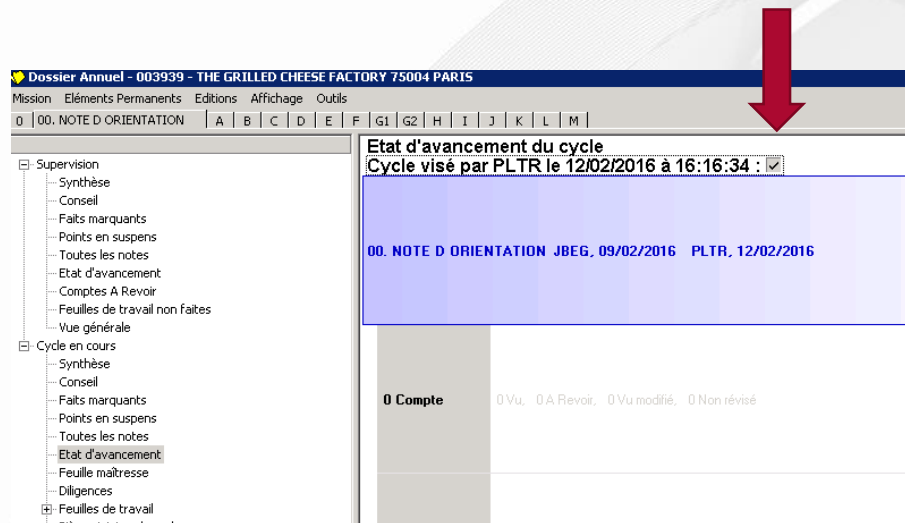 Dossier Annuel - 003939 - THE GRILLED CHEESE FACTORY 75004 PARIS
Mission Eléments Permanents Editions Affichage Outils
0 00. NOTE D ORIENTATION A B C D E F G1 G2 H I J K L M
Supervision
Synthèse
Conseil
Faits marquants
Points en suspens
Toutes les notes
Etat d'avancement
Comptes A Revoir
Feuilles de travail non faites
Vue générale
Cycle en cours
Synthèse
Conseil
Faits marquants
Points en suspens
Toutes les notes
Etat d'avancement
Feuille maîtresse
Diligences
Feuilles de travail
Etat d'avancement du cycle
Cycle visé par PLTR le 12/02/2016 à 16:16:34 :
00. NOTE D ORIENTATION JBEG, 09/02/2016 PLTR, 12/02/2016
0 Compte 0 Vu, 0 A Revoir, 0 Vu modifié, 0 Non révisé